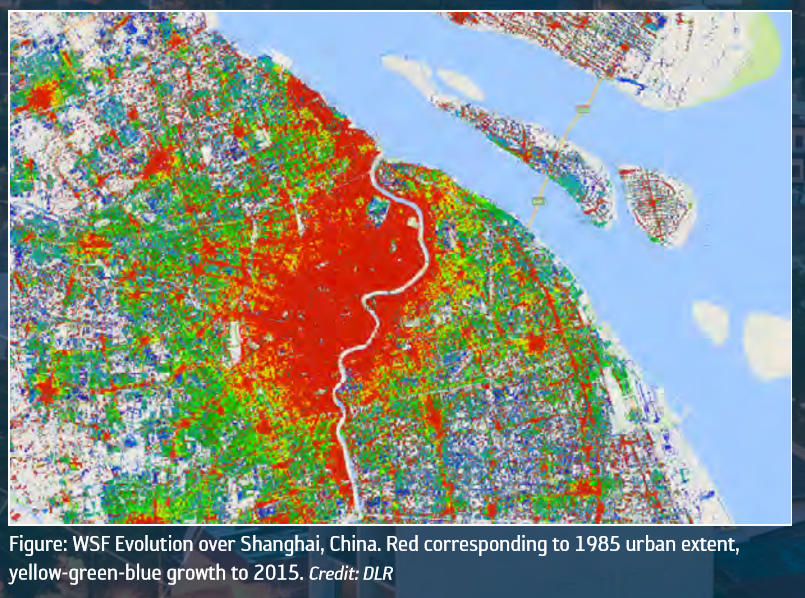 Figure: WSF Evolution over Shanghai, China. Red corresponding to 1985 urban extent,
yellow-green-blue growth to 2015. Credit: DLR